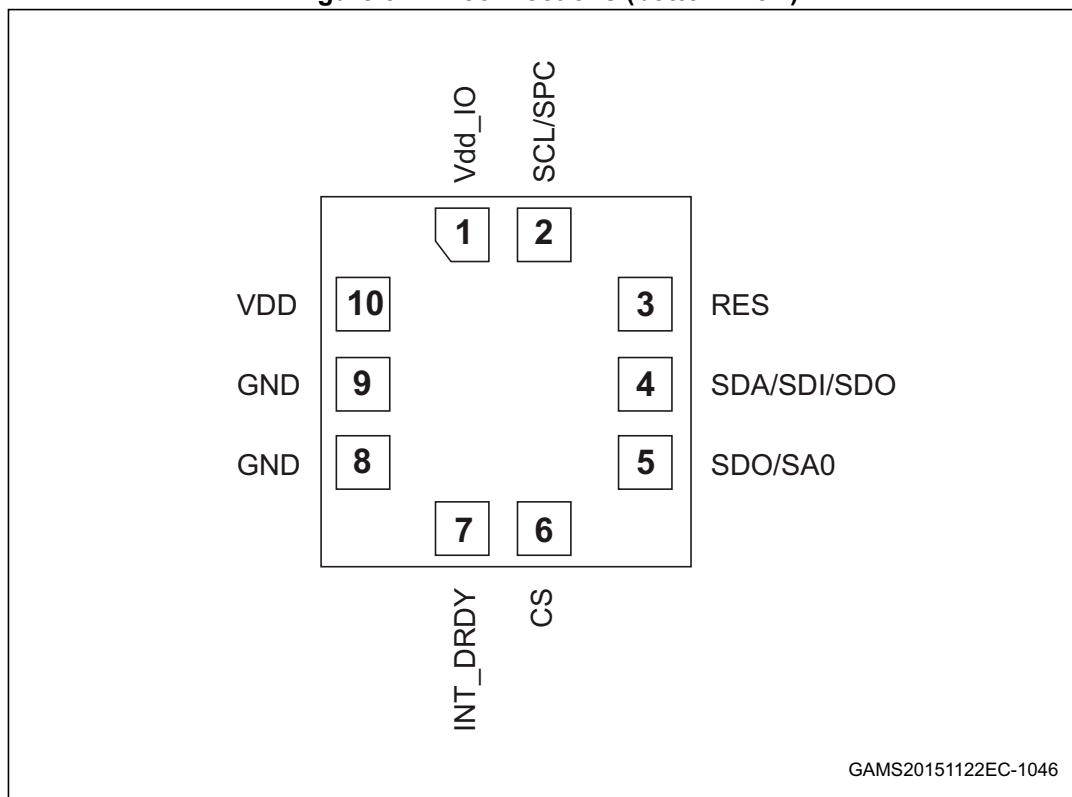 Vdd_IO
SCL/SPC
1
2
VDD
10
3
RES
GND
9
4
SDA/SDI/SDO
GND
8
5
SDO/SA0
7
6
INT_DRDY
CS
GAMS20151122EC-1046